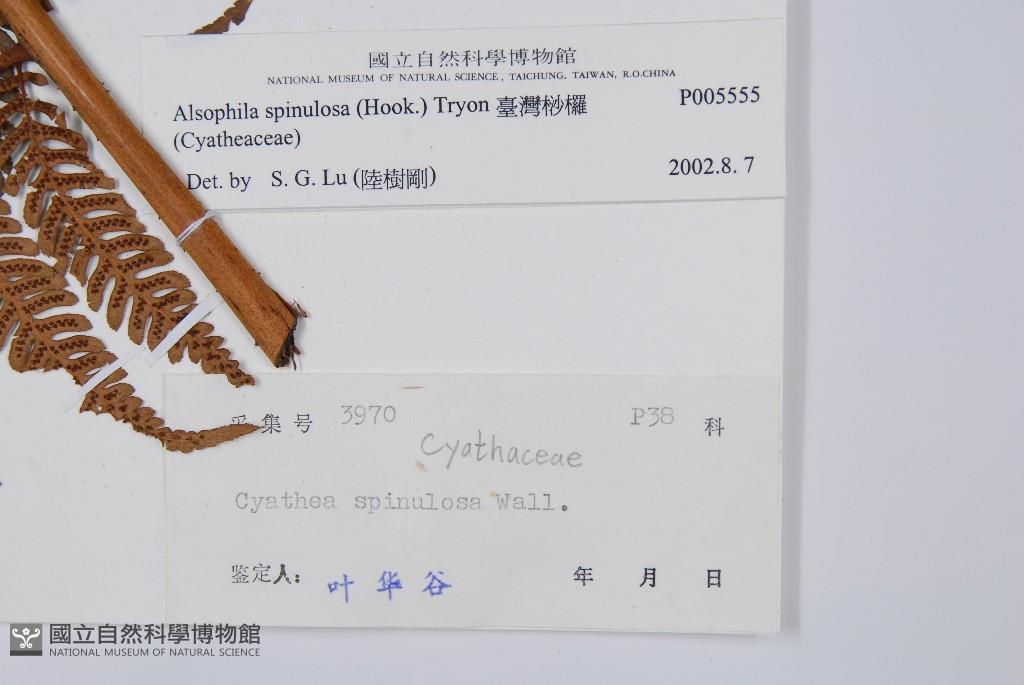 國立自然科學博物館
NATIONAL MUSEUM OF NATURAL SCIENCE, TAICHUNG, TAIWAN, R.O.CHINA
Alsophila spinulosa (Hook.) Tryon 臺灣桫欏 P005555
(Cyatheaceae)
Det. by S. G. Lu (陸樹剛) 2002.8.7
采集号 3970 P38 科
Cyathaceae
Cyathea spinulosa Wall.
鉴定人: 叶华谷 年 月 日
國立自然科學博物館
NATIONAL MUSEUM OF NATURAL SCIENCE